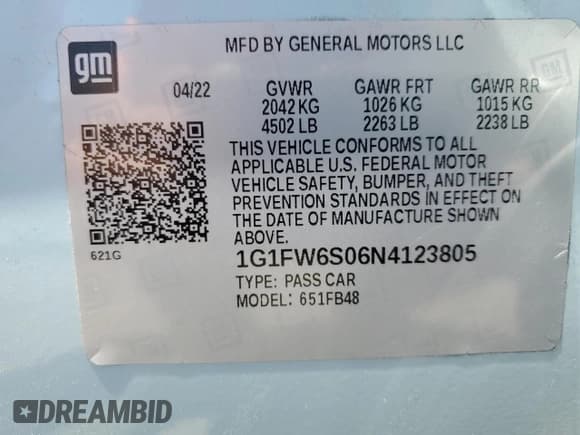 gm
MFD BY GENERAL MOTORS LLC
04/22 GVWR GAWR FRT GAWR RR
2042 KG 1026 KG 1015 KG
4502 LB 2263 LB 2238 LB
THIS VEHICLE CONFORMS TO ALL
APPLICABLE U.S. FEDERAL MOTOR
VEHICLE SAFETY, BUMPER, AND THEFT
PREVENTION STANDARDS IN EFFECT ON
THE DATE OF MANUFACTURE SHOWN
ABOVE.
621G
1G1FW6S06N4123805
TYPE: PASS CAR
MODEL: 651FB48
DREAMBID